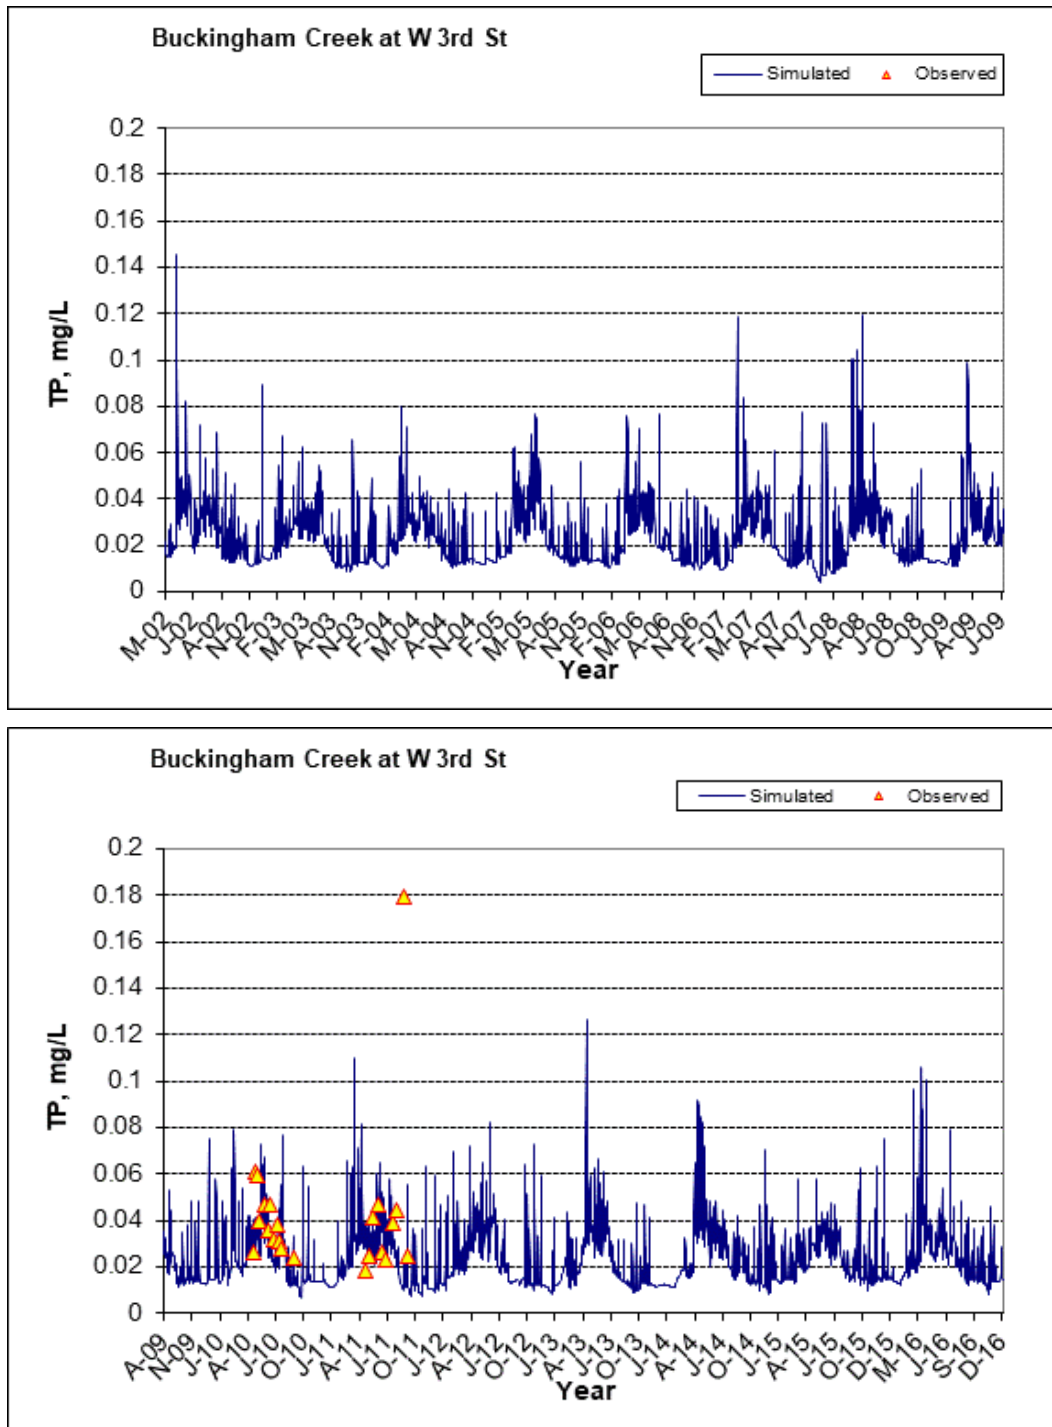 Buckingham Creek at W 3rd St
Simulated Observed
0.2
0.18
0.16
0.14
0.12
0.1
0.08
0.06
0.04
0.02
0
TP, mg/L
M-02 J-02 A-02 N-02 F-03 M-03 A-03 N-03 F-04 M-04 A-04 N-04 F-05 M-05 A-05 N-05 F-06 M-06 A-06 N-06 F-07 M-07 A-07 N-07 J-08 A-08 J-08 O-08 J-09 A-09 J-09
Year
Buckingham Creek at W 3rd St
Simulated Observed
0.2
0.18
0.16
0.14
0.12
0.1
0.08
0.06
0.04
0.02
0
TP, mg/L
A-09 N-09 J-10 A-10 J-10 O-10 J-11 A-11 J-11 O-11 J-12 A-12 J-12 O-12 J-13 A-13 J-13 O-13 J-14 A-14 J-14 O-14 J-15 A-15 J-15 O-15 D-15 M-16 J-16 S-16 D-16
Year